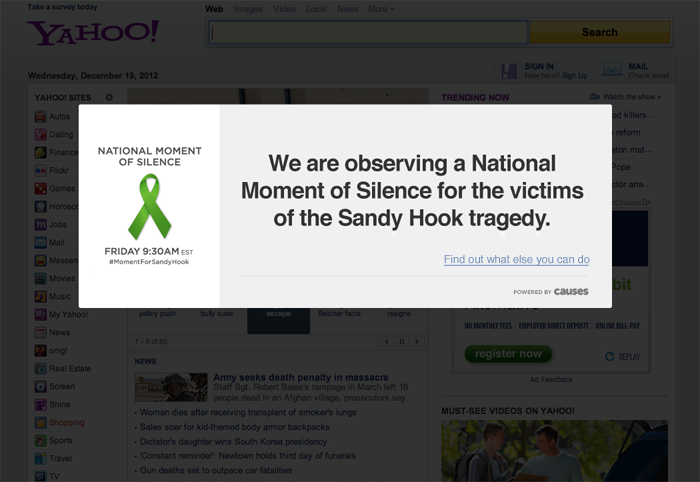 Take a survey today
YAHOO!
Web Images Video Local News More
Search
Wednesday, December 19, 2012
SIGN IN
New here? Sign Up
MAIL
Check email
YAHOO! SITES
TRENDING NOW
Watch the show »
Autos
Dating
Finance
Flickr
Games
Horosc
Jobs
Mail
Messen
Movies
Music
My Yahoo!
News
omg!
Real Estate
Screen
Shine
Shopping
Sports
Travel
TV
NATIONAL MOMENT
OF SILENCE
FRIDAY 9:30AM EST
#MomentForSandyHook
We are observing a National
Moment of Silence for the victims
of the Sandy Hook tragedy.
Find out what else you can do
POWERED BY causes
od killers...
reform
ton mat...
Pope
ctor arre...
AdChoices
bit
NO MONTHLY FEES EMPLOYER DIRECT DEPOSIT ONLINE BILL-PAY
register now
REPLAY
Ad Feedback
policy push
bully sues
escape
Belcher facts
resigns
1 - 5 of 85
NEWS
Army seeks death penalty in massacre
Staff Sgt. Robert Bales's rampage in March left 16
people dead in an Afghan village, prosecutors say.
Woman dies after receiving transplant of smoker's lungs
Sales soar for kid-themed body armor backpacks
Dictator's daughter wins South Korea presidency
'Constant reminder': Newtown holds third day of funerals
Gun deaths set to outpace car fatalities
MUST-SEE VIDEOS ON YAHOO!